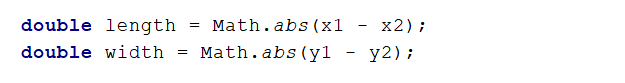 double length = Math.abs(x1 - x2);
double width = Math.abs(y1 - y2);